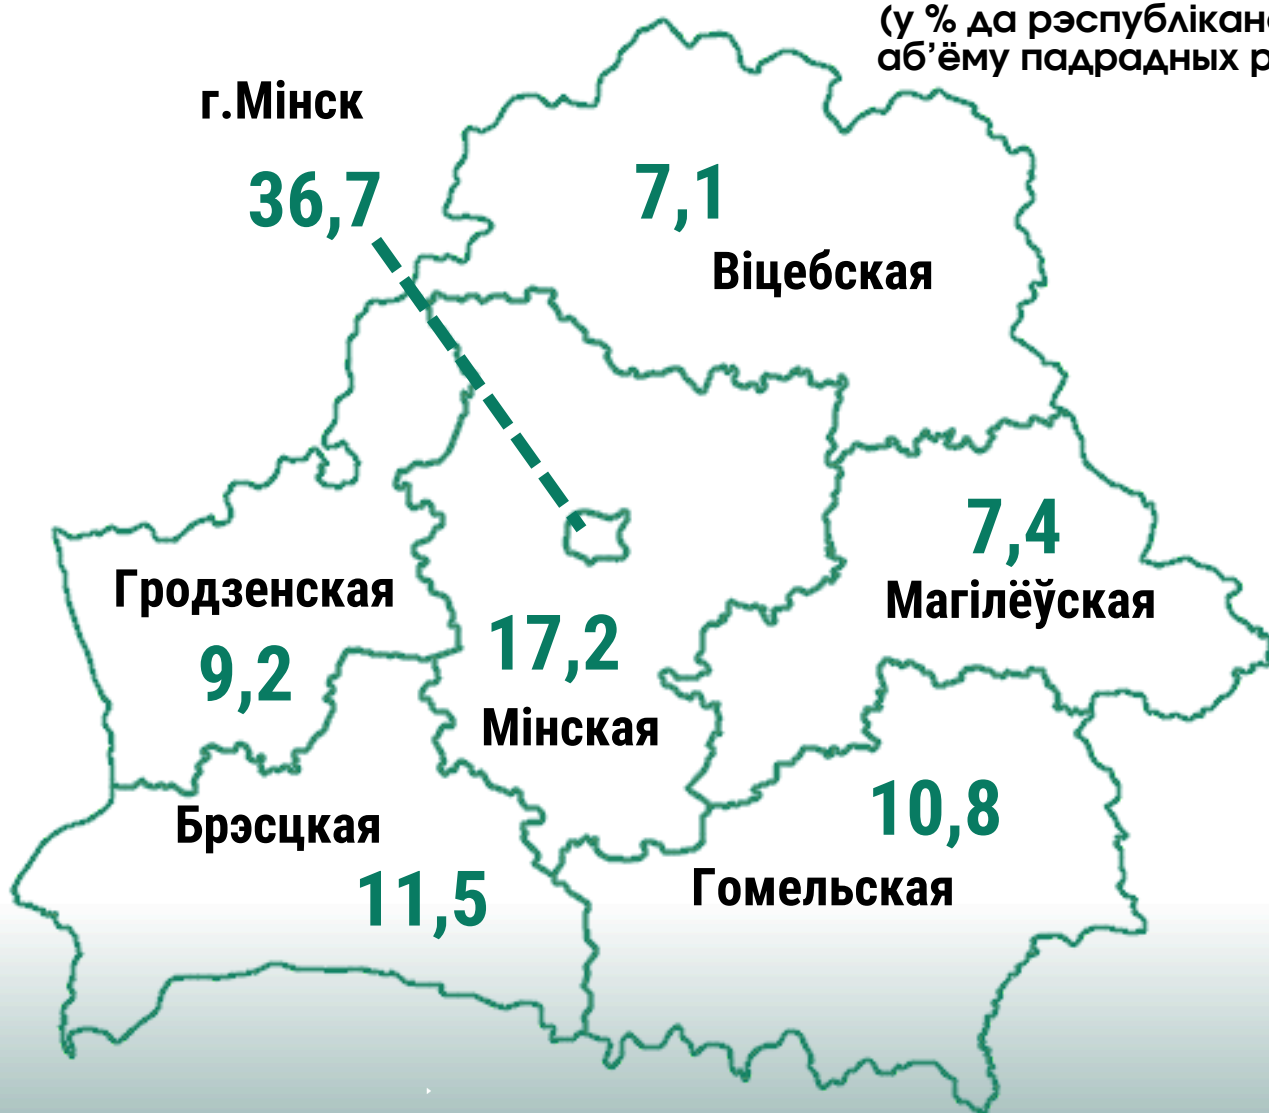 (у % да рэспублікан
аб’ёму падрадных р
г.Мінск
36,7
7,1
Віцебская
7,4
Магілёўская
Гродзенская
9,2
17,2
Мінская
Брэсцкая
11,5
10,8
Гомельская